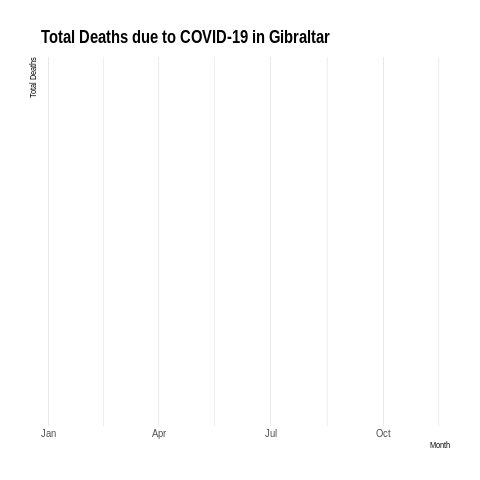 Total Deaths due to COVID-19 in Gibraltar
Total Deaths
Jan Apr Jul Oct
Month